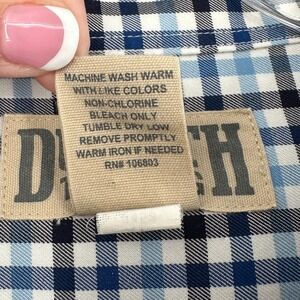 MACHINE WASH WARM
WITH LIKE COLORS
NON-CHLORINE
BLEACH ONLY
TUMBLE DRY LOW
REMOVE PROMPTLY
WARM IRON IF NEEDED
RN# 106803